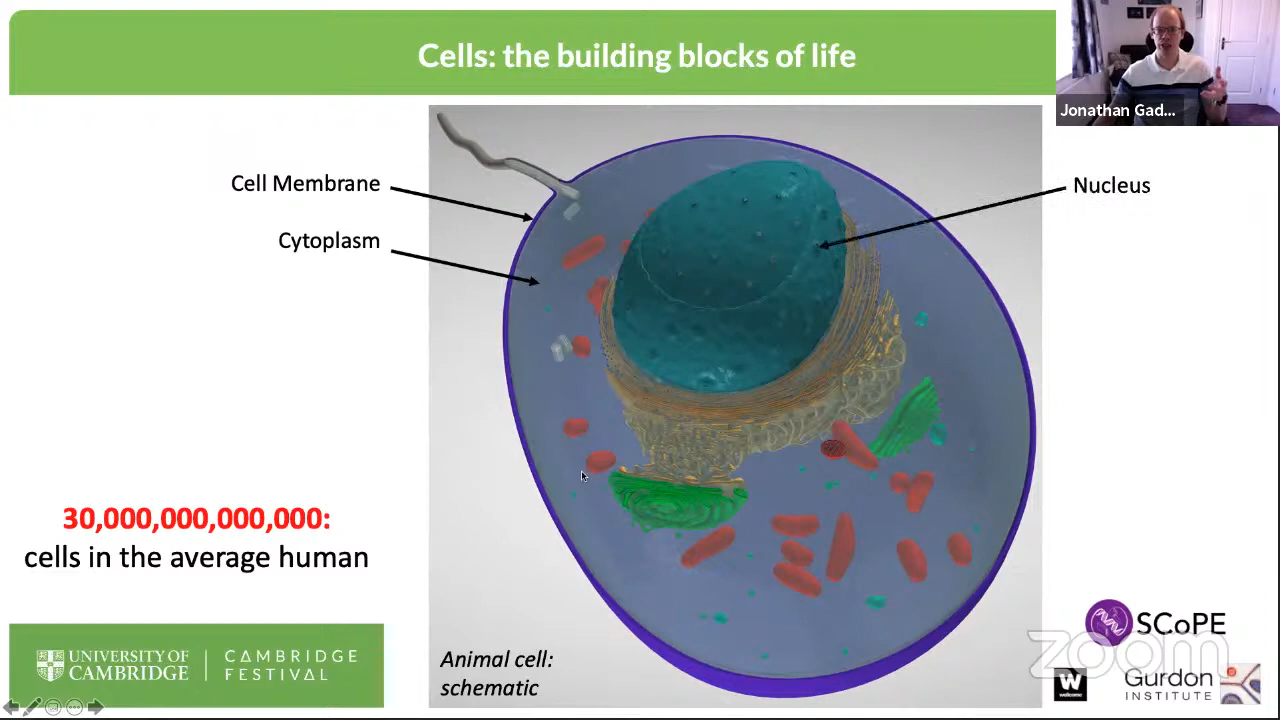 Cells: the building blocks of life
Jonathan Gad...
Cell Membrane
Nucleus
Cytoplasm
30,000,000,000,000:
cells in the average human
UNIVERSITY OF
CAMBRIDGE
CAMBRIDGE
FESTIVAL
Animal cell:
schematic
SCoPE
zoom
W
wellcome
Gurdon
INSTITUTE